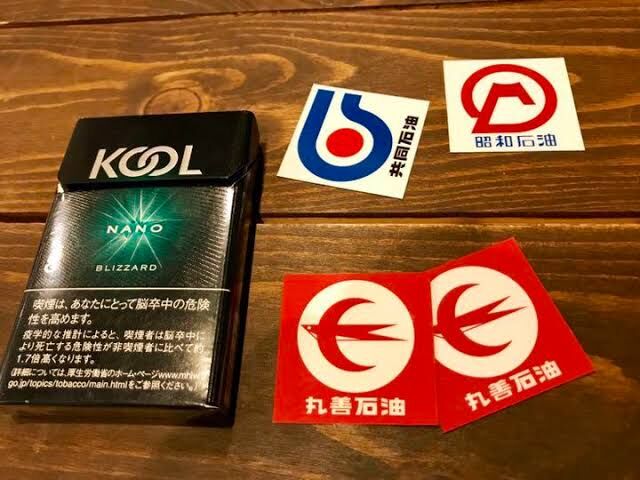 KOOL
NANO
BLIZZARD
喫煙は、あなたにとって脳卒中の危険
性を高めます。
疫学的な推計によると、喫煙者は脳卒中に
より死亡する危険性が非喫煙者に比べて約
1.7倍高くなります。
(詳細については、厚生労働省のホームページwww.mhlw.
go.jp/topics/tobacco/main.htmlをご参照ください。)
共同石油
昭和石油
丸善石油
丸善石油